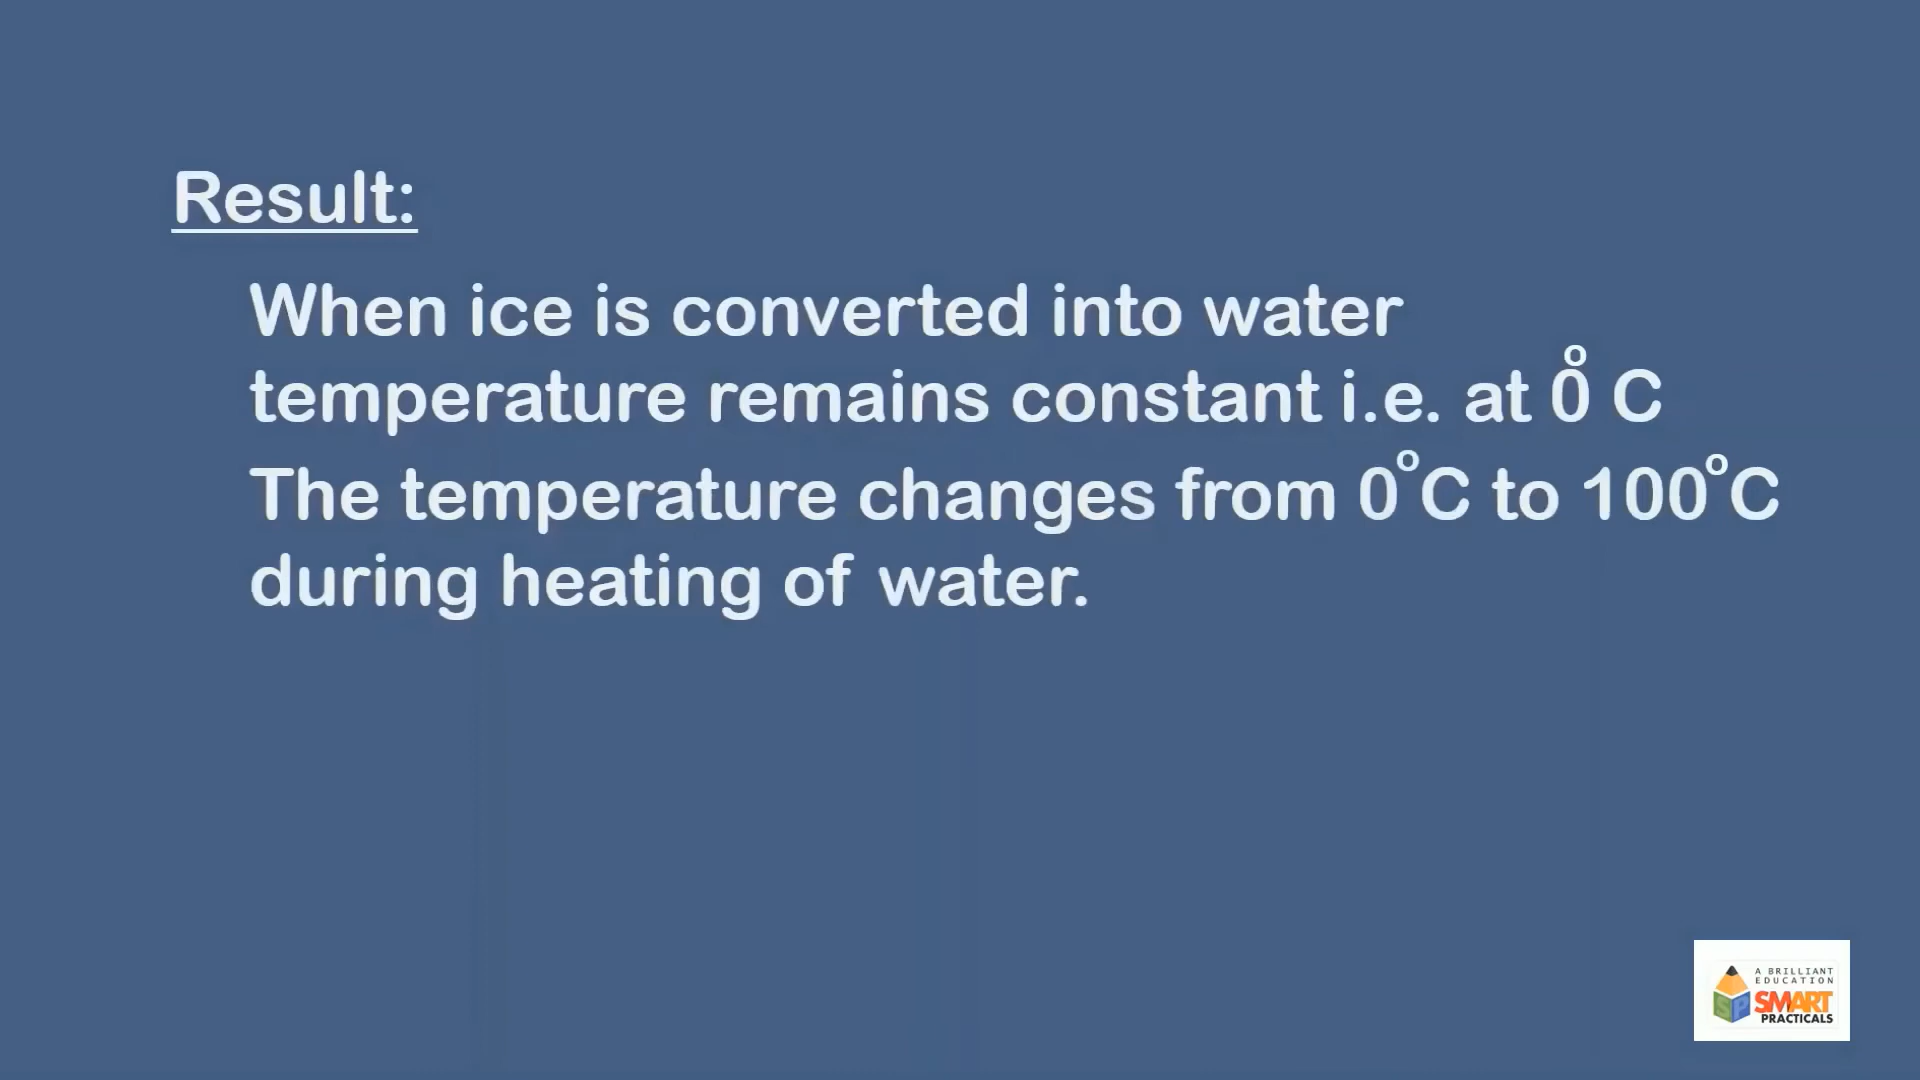 Result:
When ice is converted into water
temperature remains constant i.e. at 0° C
The temperature changes from 0°C to 100°C
during heating of water.
A BRILLIANT
EDUCATION
SP
SMART
PRACTICALS